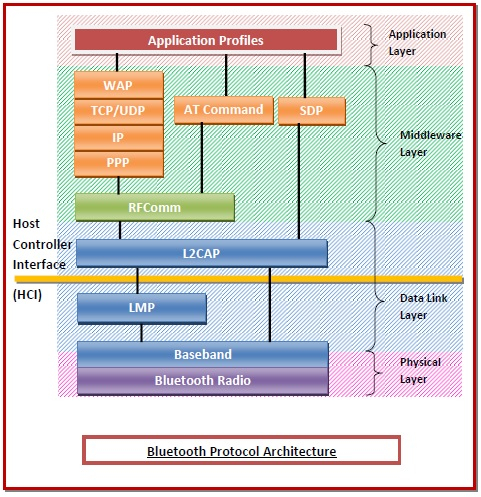 Application Profiles
Application
Layer
WAP
TCP/UDP
IP
PPP
AT Command
SDP
Middleware
Layer
RFComm
Host
Controller
Interface
(HCI)
L2CAP
LMP
Data Link
Layer
Baseband
Bluetooth Radio
Physical
Layer
Bluetooth Protocol Architecture